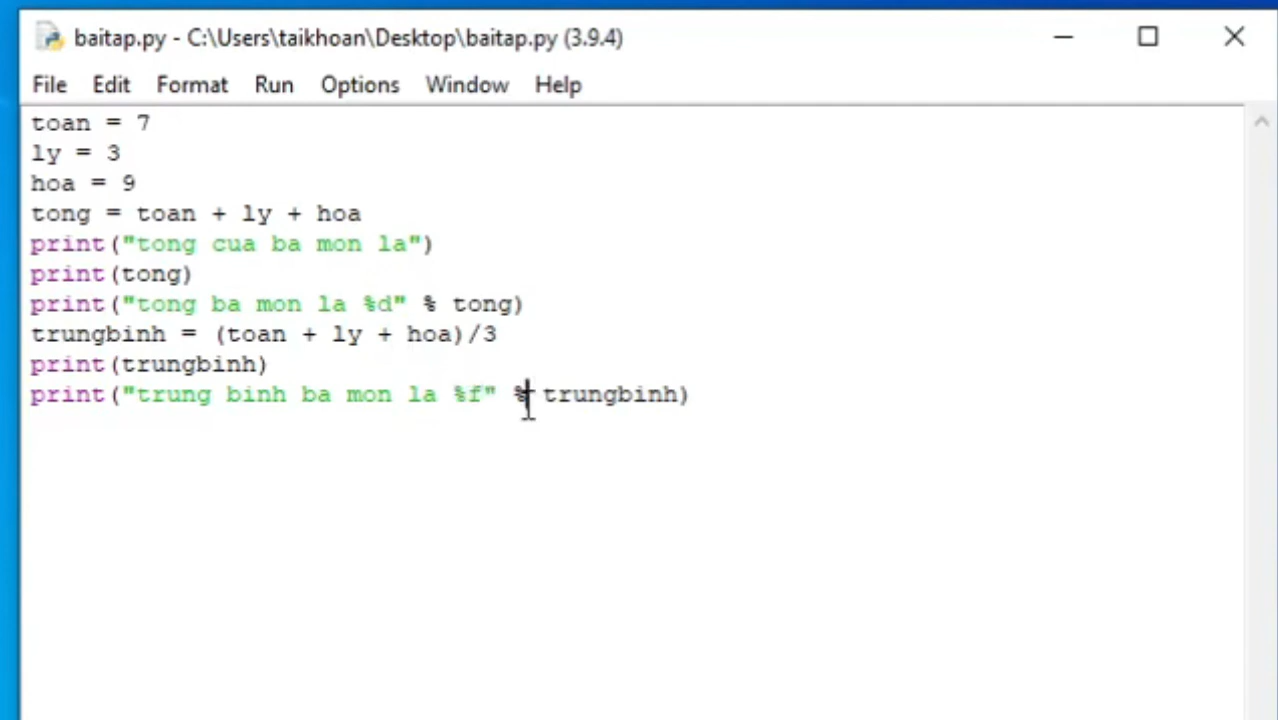 baitap.py - C:\Users\taikhoan\Desktop\baitap.py (3.9.4)
File Edit Format Run Options Window Help
toan = 7
ly = 3
hoa = 9
tong = toan + ly + hoa
print("tong cua ba mon la")
print(tong)
print("tong ba mon la %d" % tong)
trungbinh = (toan + ly + hoa)/3
print(trungbinh)
print("trung binh ba mon la %f" % trungbinh)